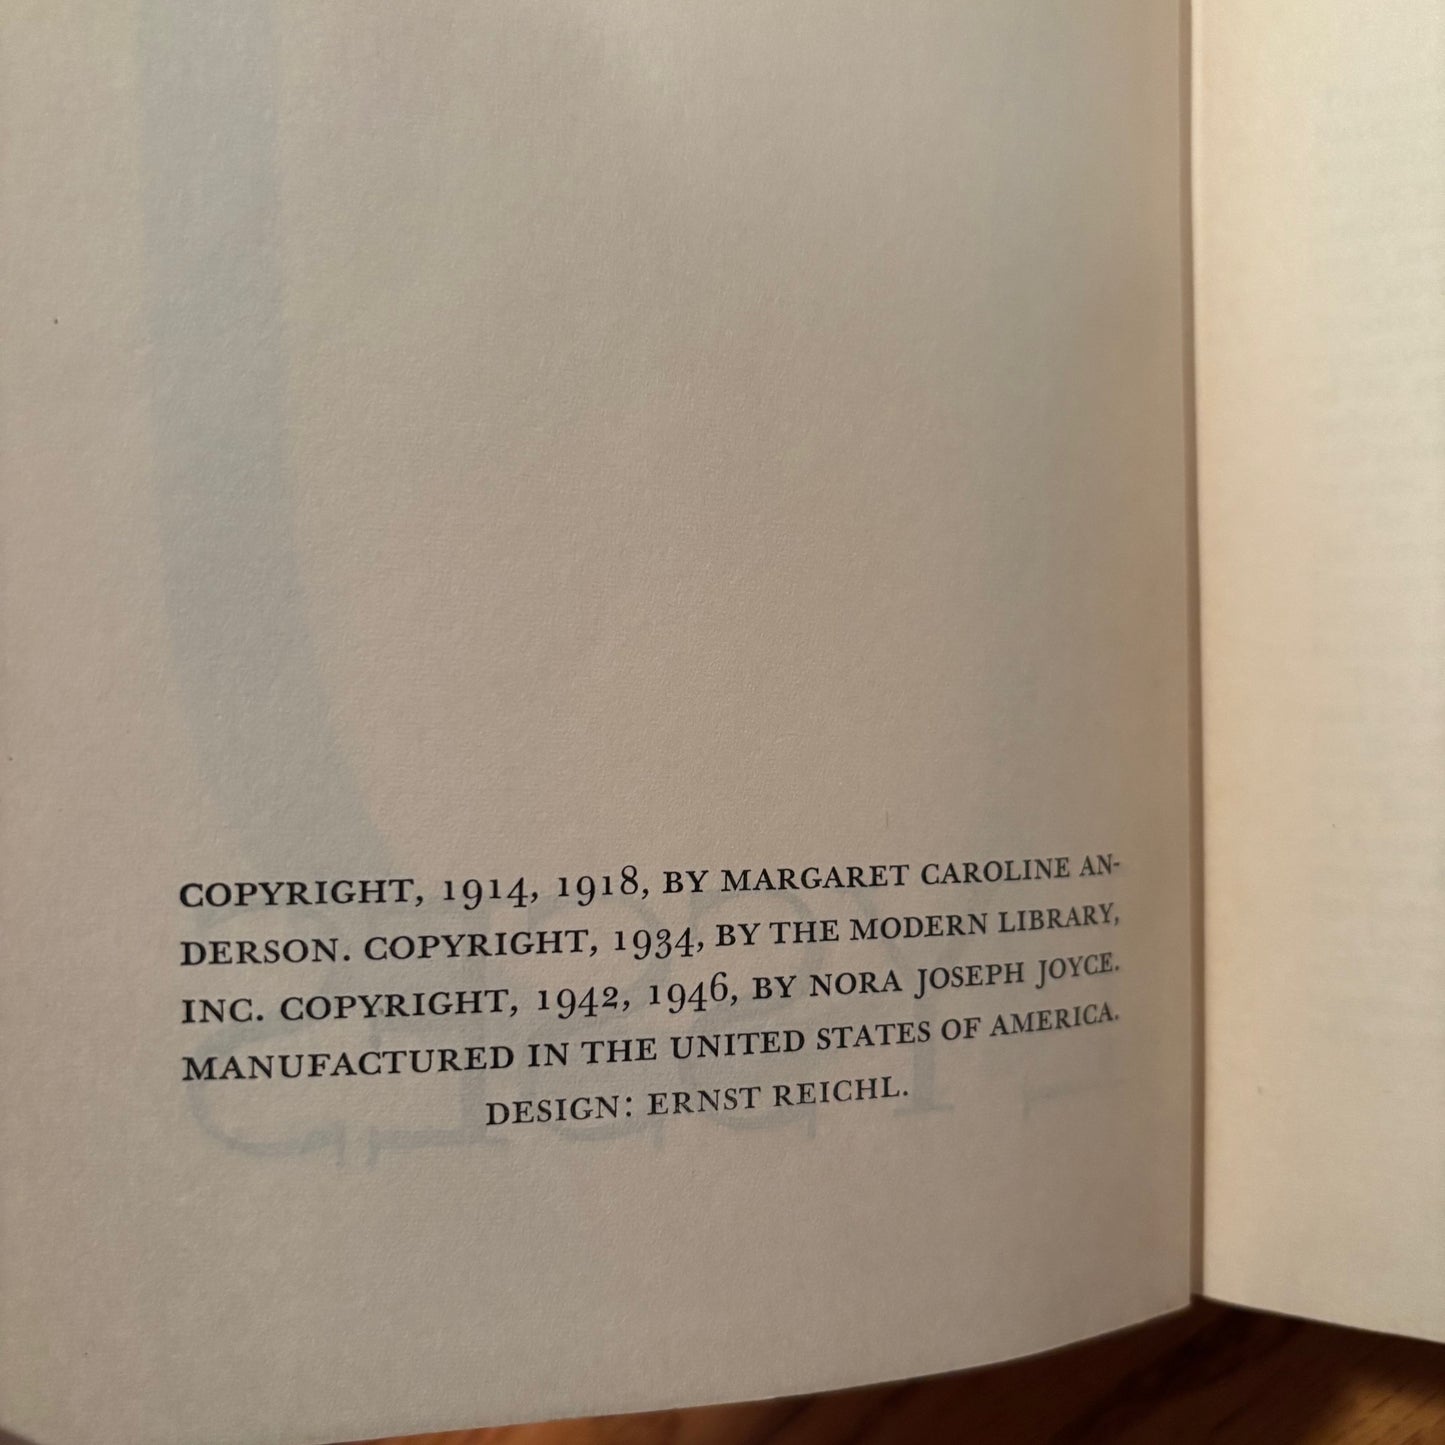 COPYRIGHT, 1914, 1918, BY MARGARET CAROLINE AN-
DERSON. COPYRIGHT, 1934, BY THE MODERN LIBRARY,
INC. COPYRIGHT, 1942, 1946, BY NORA JOSEPH JOYCE.
MANUFACTURED IN THE UNITED STATES OF AMERICA.
DESIGN: ERNST REICHL.